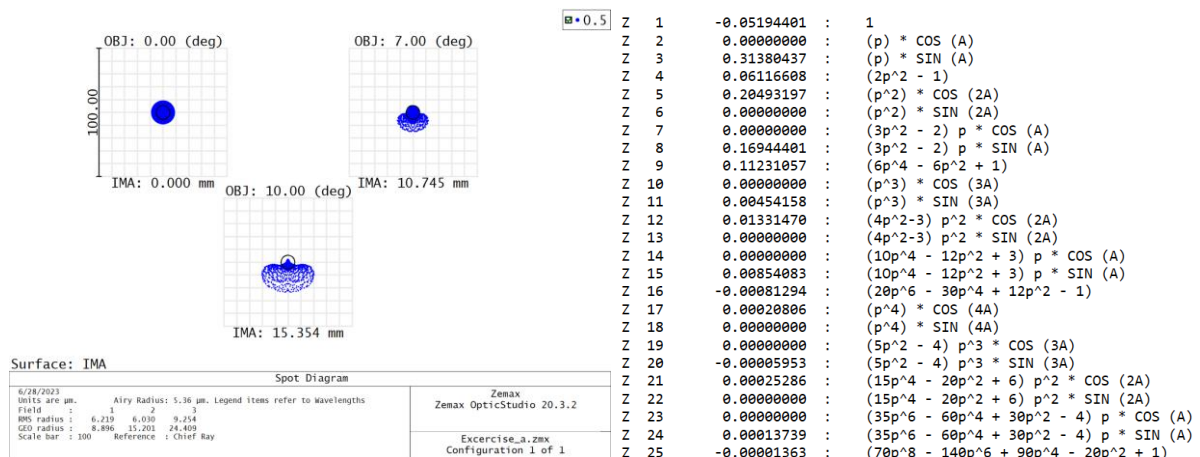 0.5
OBJ: 0.00 (deg)
OBJ: 7.00 (deg)
100.00
IMA: 0.000 mm
OBJ: 10.00 (deg)
IMA: 10.745 mm
IMA: 15.354 mm
Surface: IMA
Spot Diagram
6/28/2023
Units are µm. Airy Radius: 5.36 µm. Legend items refer to Wavelengths
Field : 1 2 3
RMS radius : 6.219 6.030 9.254
GEO radius : 8.896 15.201 24.409
Scale bar : 100 Reference : Chief Ray
Zemax
Zemax OpticStudio 20.3.2
Excercise_a.zmx
Configuration 1 of 1
Z 1 -0.05194401 : 1
Z 2 0.00000000 : (p) * COS (A)
Z 3 0.31380437 : (p) * SIN (A)
Z 4 0.06116608 : (2p^2 - 1)
Z 5 0.20493197 : (p^2) * COS (2A)
Z 6 0.00000000 : (p^2) * SIN (2A)
Z 7 0.00000000 : (3p^2 - 2) p * COS (A)
Z 8 0.16944401 : (3p^2 - 2) p * SIN (A)
Z 9 0.11231057 : (6p^4 - 6p^2 + 1)
Z 10 0.00000000 : (p^3) * COS (3A)
Z 11 0.00454158 : (p^3) * SIN (3A)
Z 12 0.01331470 : (4p^2-3) p^2 * COS (2A)
Z 13 0.00000000 : (4p^2-3) p^2 * SIN (2A)
Z 14 0.00000000 : (10p^4 - 12p^2 + 3) p * COS (A)
Z 15 0.00854083 : (10p^4 - 12p^2 + 3) p * SIN (A)
Z 16 -0.00081294 : (20p^6 - 30p^4 + 12p^2 - 1)
Z 17 0.00020806 : (p^4) * COS (4A)
Z 18 0.00000000 : (p^4) * SIN (4A)
Z 19 0.00000000 : (5p^2 - 4) p^3 * COS (3A)
Z 20 -0.00005953 : (5p^2 - 4) p^3 * SIN (3A)
Z 21 0.00025286 : (15p^4 - 20p^2 + 6) p^2 * COS (2A)
Z 22 0.00000000 : (15p^4 - 20p^2 + 6) p^2 * SIN (2A)
Z 23 0.00000000 : (35p^6 - 60p^4 + 30p^2 - 4) p * COS (A)
Z 24 0.00013739 : (35p^6 - 60p^4 + 30p^2 - 4) p * SIN (A)
Z 25 -0.00001363 : (70p^8 - 140p^6 + 90p^4 - 20p^2 + 1)